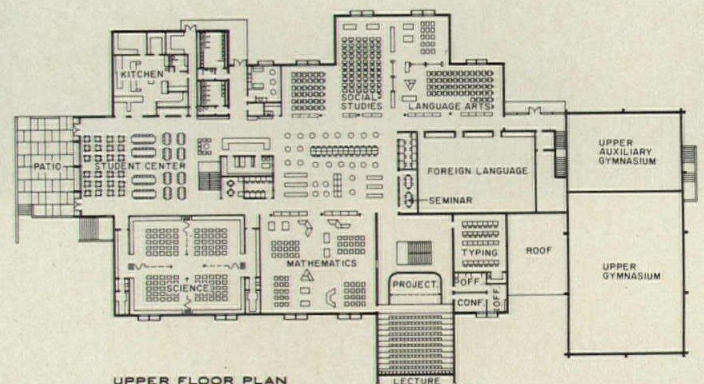 KITCHEN
SOCIAL
STUDIES
LANGUAGE ARTS
PATIO
STUDENT CENTER
UPPER
AUXILIARY
GYMNASIUM
FOREIGN LANGUAGE
SEMINAR
TYPING
ROOF
UPPER
GYMNASIUM
MATHEMATICS
SCIENCE
PROJECT.
OFF.
OFF.
CONF.
UPPER FLOOR PLAN
LECTURE